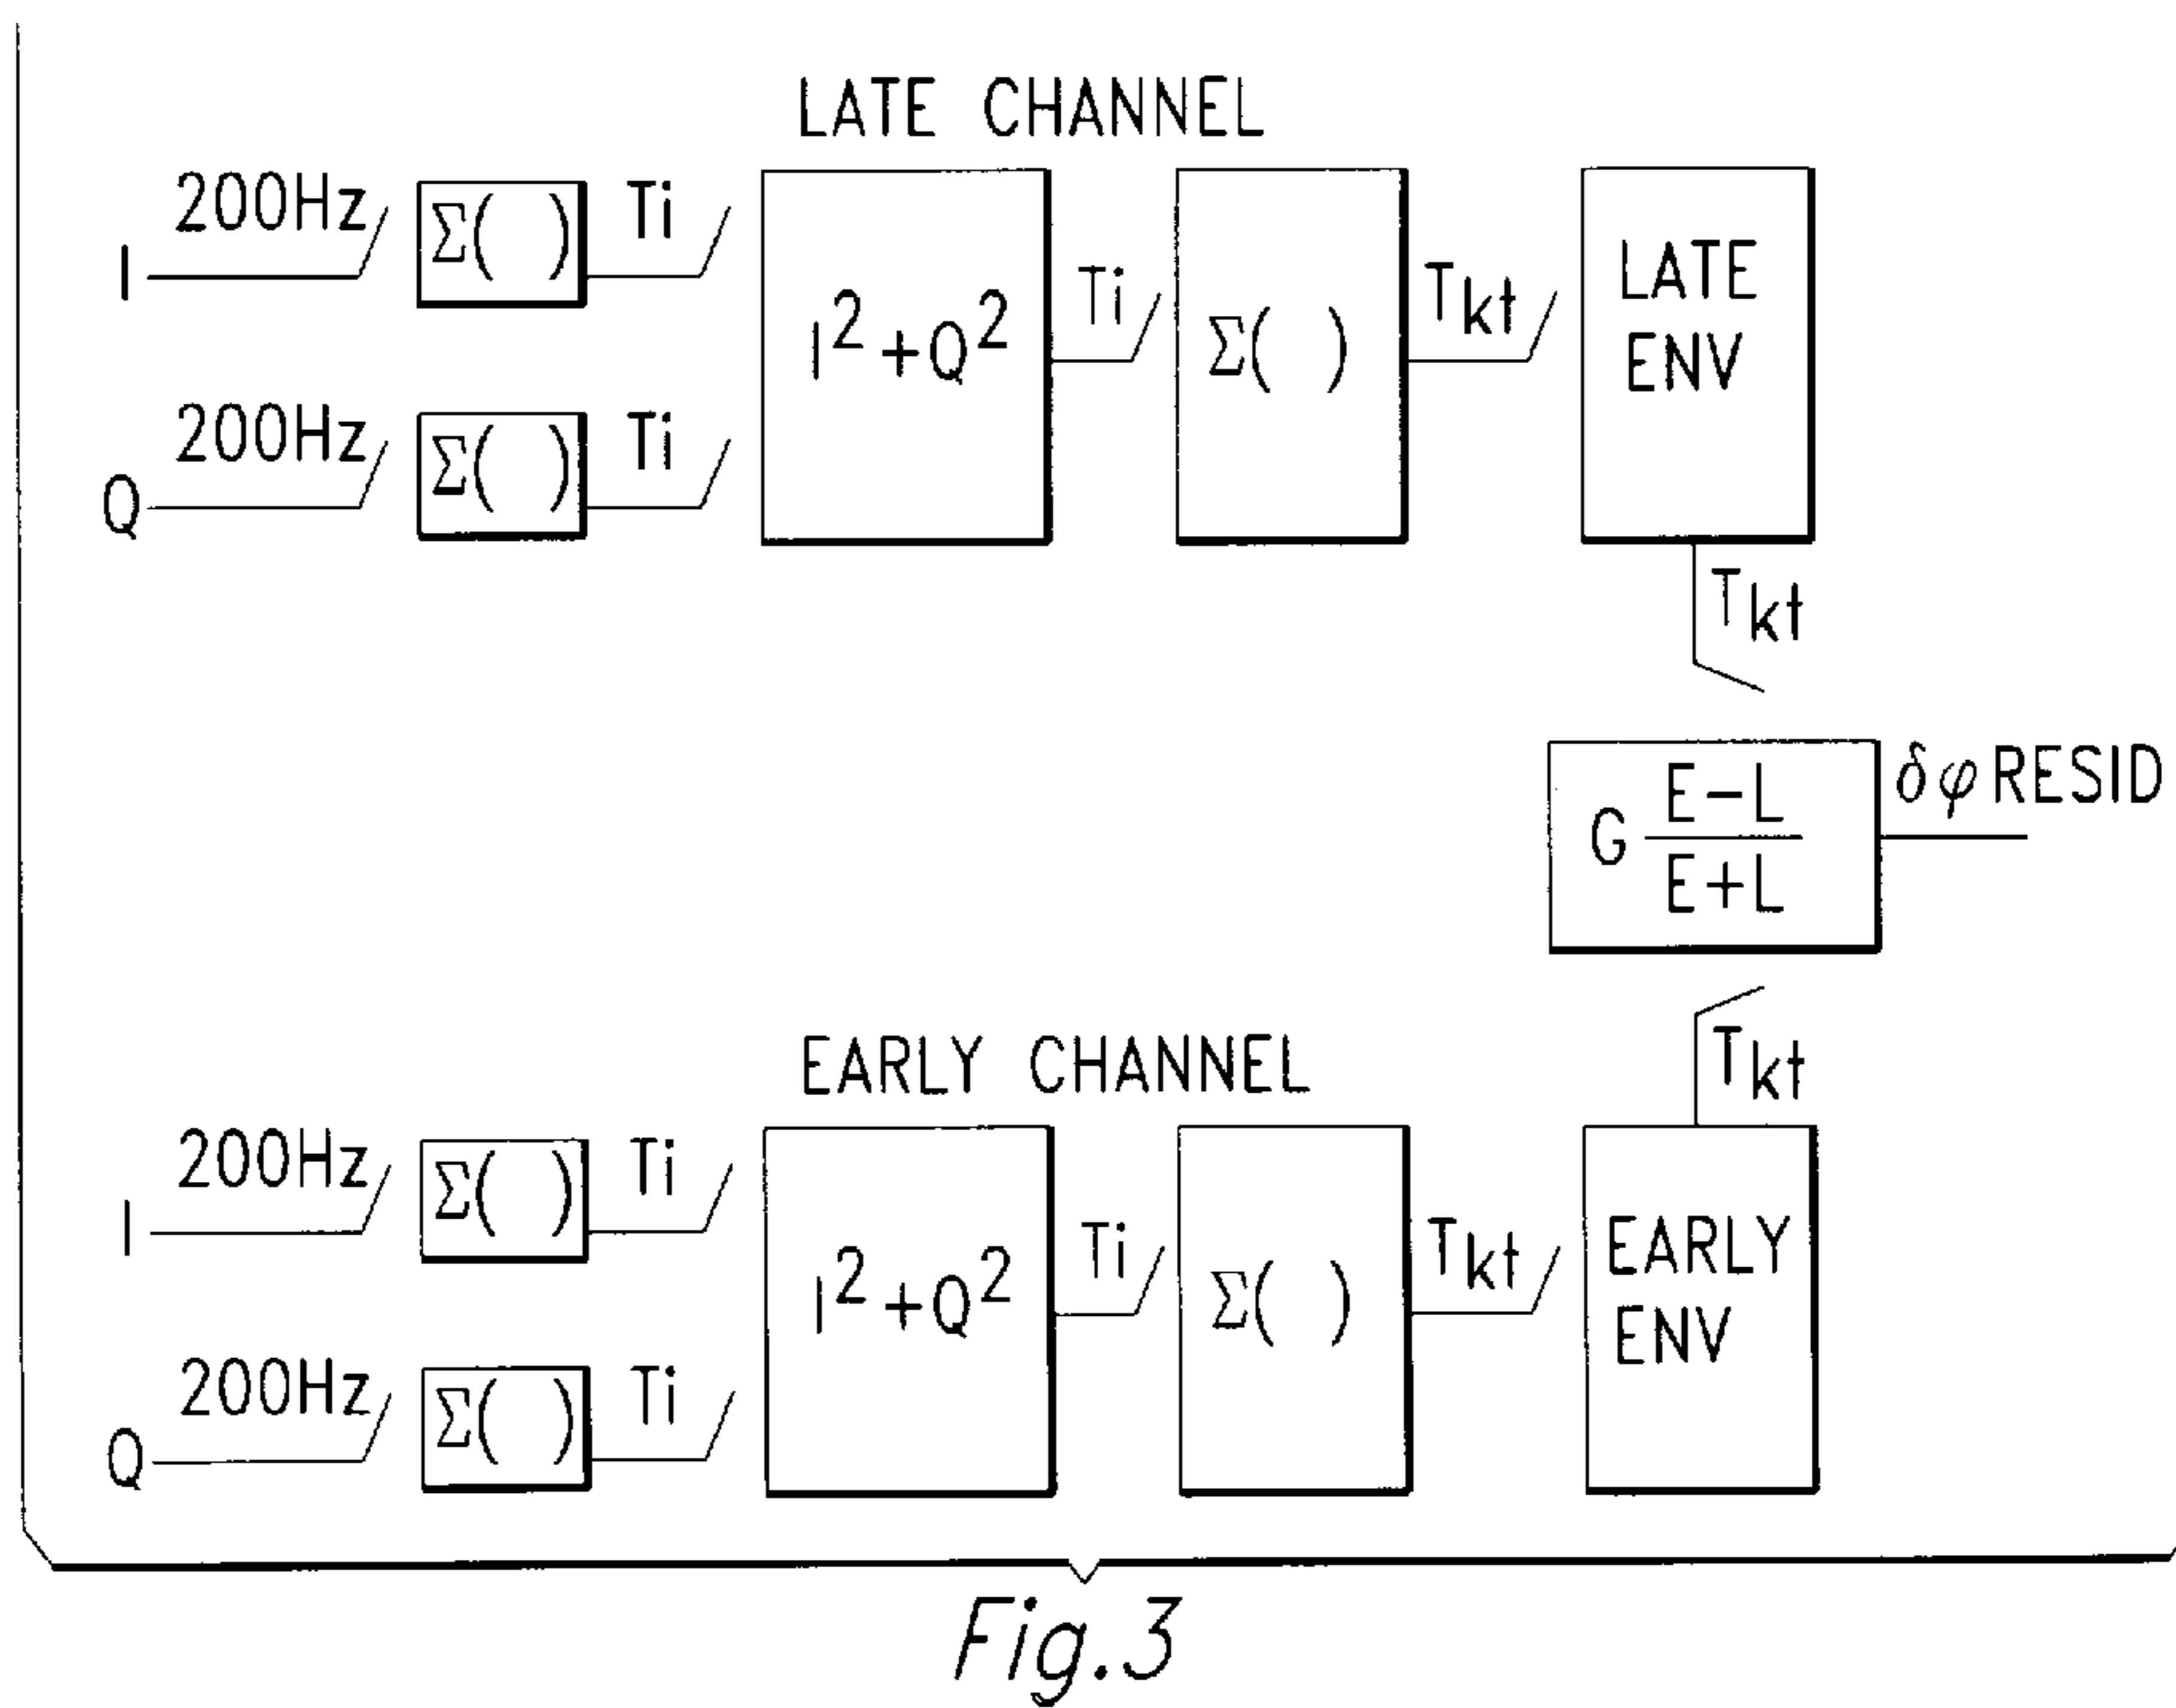 LATE CHANNEL
I 200Hz Σ( ) Ti
Q 200Hz Σ( ) Ti
I² +Q² Ti
Σ( ) Tkt
LATE
ENV
Tkt
G E-L
E+L
δφ RESID
Tkt
EARLY CHANNEL
I 200Hz Σ( ) Ti
Q 200Hz Σ( ) Ti
I² +Q² Ti
Σ( ) Tkt
EARLY
ENV
Fig.3